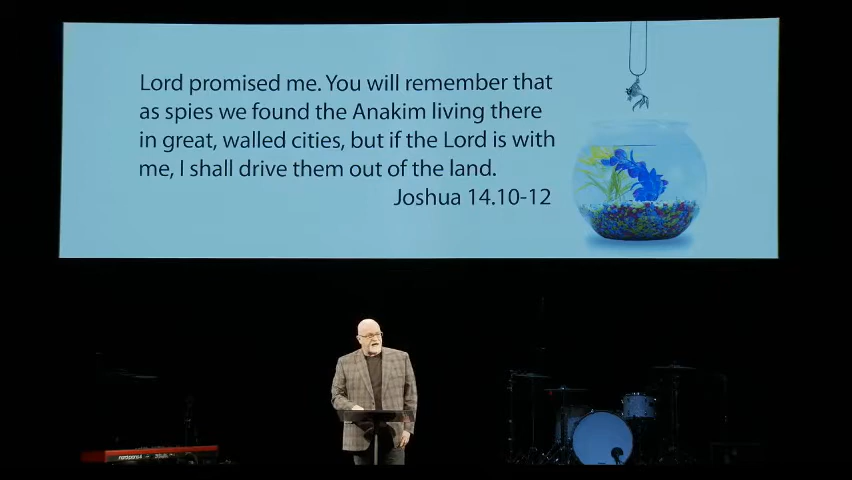 Lord promised me. You will remember that
as spies we found the Anakim living there
in great, walled cities, but if the Lord is with
me, I shall drive them out of the land.
Joshua 14.10-12